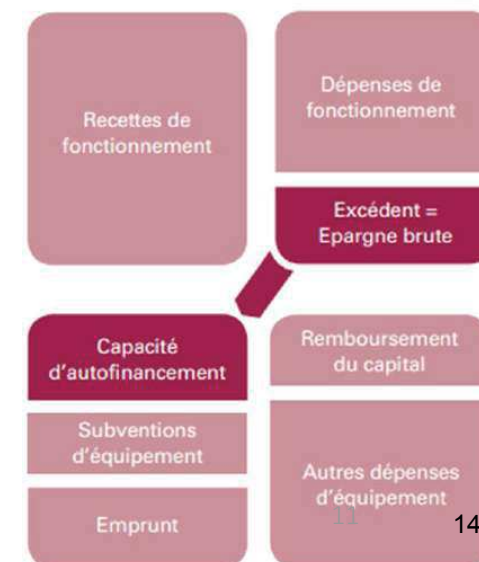 Recettes de
fonctionnement
Dépenses de
fonctionnement
Excédent =
Epargne brute
Capacité
d'autofinancement
Remboursement
du capital
Subventions
d'équipement
Autres dépenses
d'équipement
Emprunt
11
14